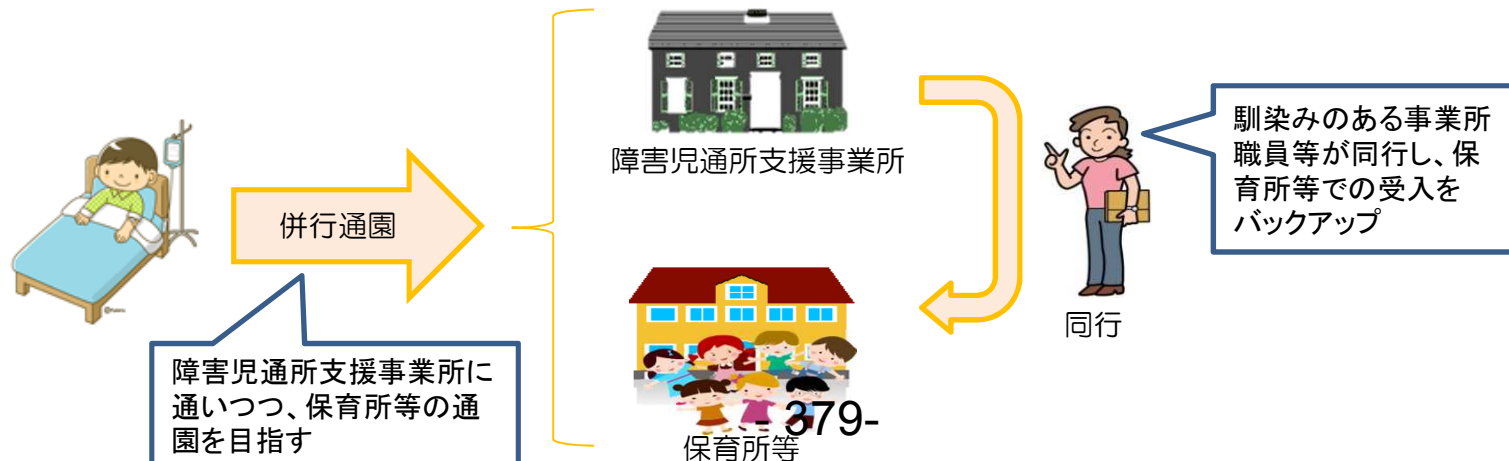 障害児通所支援事業所
馴染みのある事業所
職員等が同行し、保
育所等での受入を
バックアップ
併行通園
同行
障害児通所支援事業所に
通いつつ、保育所等の通
園を目指す
- 379-
保育所等